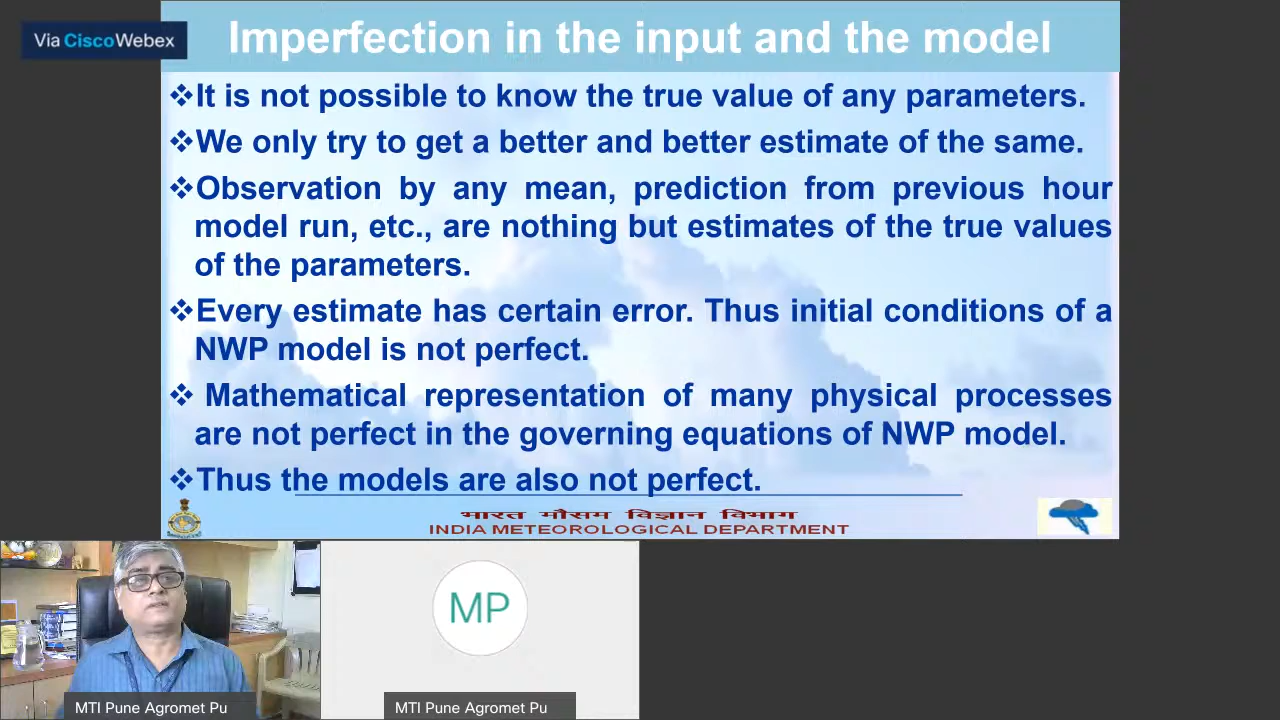 Via CiscoWebex
Imperfection in the input and the model
❖It is not possible to know the true value of any parameters.
❖We only try to get a better and better estimate of the same.
❖Observation by any mean, prediction from previous hour
model run, etc., are nothing but estimates of the true values
of the parameters.
❖Every estimate has certain error. Thus initial conditions of a
NWP model is not perfect.
❖ Mathematical representation of many physical processes
are not perfect in the governing equations of NWP model.
❖Thus the models are also not perfect.
भारत मौसम विज्ञान विभाग
INDIA METEOROLOGICAL DEPARTMENT
MP
MTI Pune Agromet Pu
MTI Pune Agromet Pu